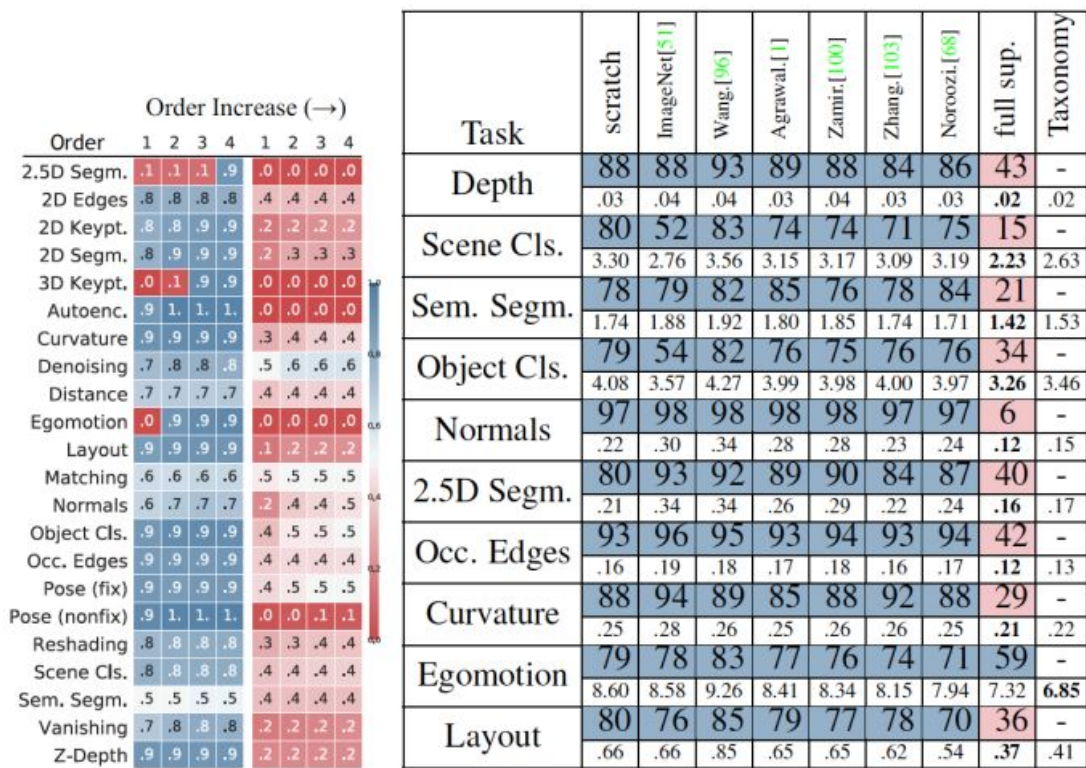 Order Increase (→)
Order 1 2 3 4 1 2 3 4
2.5D Segm. .1 .1 .1 .9 .0 .0 .0 .0
2D Edges .8 .8 .8 .8 .4 .4 .4 .4
2D Keypt. .8 .8 .9 .9 .2 .2 .2 .2
2D Segm. .8 .9 .9 .9 .2 .3 .3 .3
3D Keypt. .0 .1 .9 .9 .0 .0 .0 .0
Autoenc. .9 1. 1. 1. .0 .0 .0 .0
Curvature .9 .9 .9 .9 .3 .4 .4 .4
Denoising .7 .8 .8 .8 .5 .6 .6 .6
Distance .7 .7 .7 .7 .4 .4 .4 .4
Egomotion .0 .9 .9 .9 .0 .0 .0 .0
Layout .9 .9 .9 .9 .1 .2 .2 .2
Matching .6 .6 .6 .6 .5 .5 .5 .5
Normals .6 .7 .7 .7 .2 .4 .4 .5
Object Cls. .9 .9 .9 .9 .4 .5 .5 .5
Occ. Edges .9 .9 .9 .9 .4 .4 .4 .4
Pose (fix) .9 .9 .9 .9 .4 .5 .5 .5
Pose (nonfix) .9 1. 1. 1. .0 .0 .1 .1
Reshading .8 .8 .8 .8 .3 .3 .4 .4
Scene Cls. .8 .8 .8 .8 .4 .4 .4 .4
Sem. Segm. .5 .5 .5 .5 .4 .4 .4 .4
Vanishing .7 .8 .8 .8 .2 .2 .2 .2
Z-Depth .9 .9 .9 .9 .2 .2 .2 .2
1.0
0.8
0.6
0.4
0.2
0.0
Task scratch ImageNet[51] Wang.[96] Agrawal.[1] Zamir.[100] Zhang.[103] Noroozi.[68] full sup. Taxonomy
Depth 88 88 93 89 88 84 86 43 -
.03 .04 .04 .03 .04 .03 .03 .02 .02
Scene Cls. 80 52 83 74 74 71 75 15 -
3.30 2.76 3.56 3.15 3.17 3.09 3.19 2.23 2.63
Sem. Segm. 78 79 82 85 76 78 84 21 -
1.74 1.88 1.92 1.80 1.85 1.74 1.71 1.42 1.53
Object Cls. 79 54 82 76 75 76 76 34 -
4.08 3.57 4.27 3.99 3.98 4.00 3.97 3.26 3.46
Normals 97 98 98 98 98 97 97 6 -
.22 .30 .34 .28 .28 .23 .24 .12 .15
2.5D Segm. 80 93 92 89 90 84 87 40 -
.21 .34 .34 .26 .29 .22 .24 .16 .17
Occ. Edges 93 96 95 93 94 93 94 42 -
.16 .19 .18 .17 .18 .16 .17 .12 .13
Curvature 88 94 89 85 88 92 88 29 -
.25 .28 .26 .25 .26 .26 .25 .21 .22
Egomotion 79 78 83 77 76 74 71 59 -
8.60 8.58 9.26 8.41 8.34 8.15 7.94 7.32 6.85
Layout 80 76 85 79 77 78 70 36 -
.66 .66 .85 .65 .65 .62 .54 .37 .41